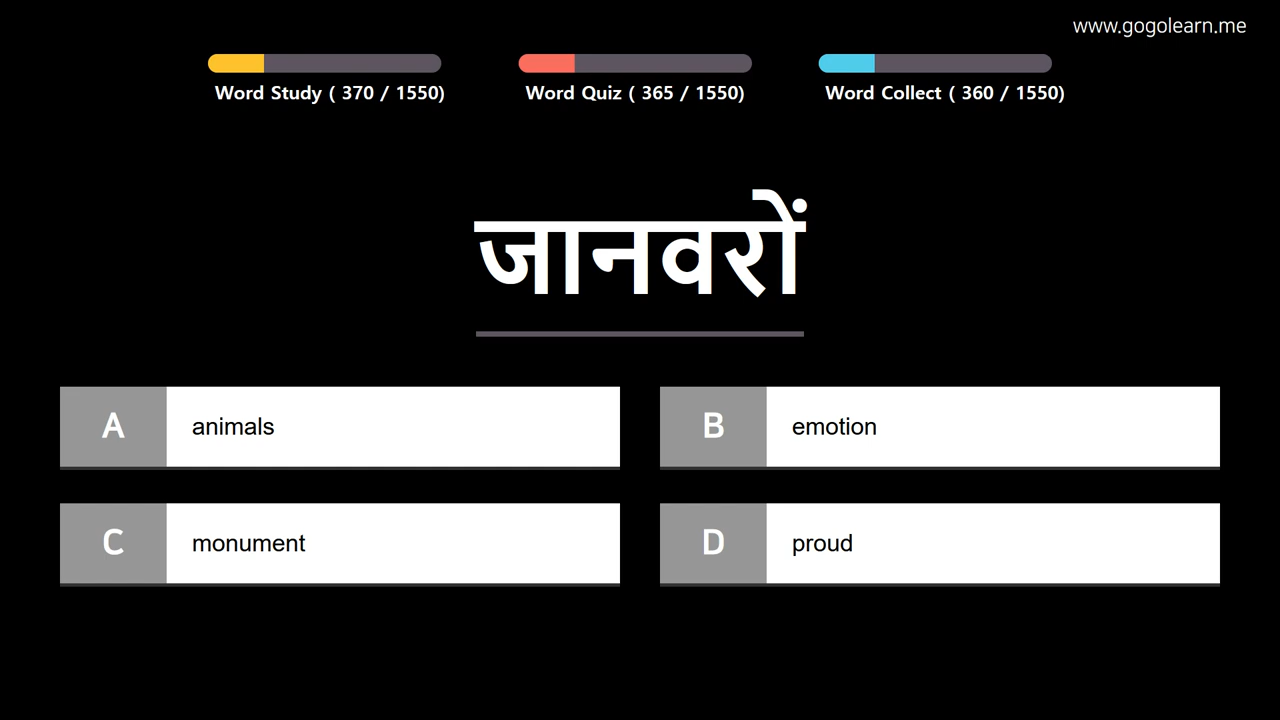 www.gogolearn.me
Word Study ( 370 / 1550)
Word Quiz ( 365 / 1550)
Word Collect ( 360 / 1550)
जानवरों
A animals
B emotion
C monument
D proud